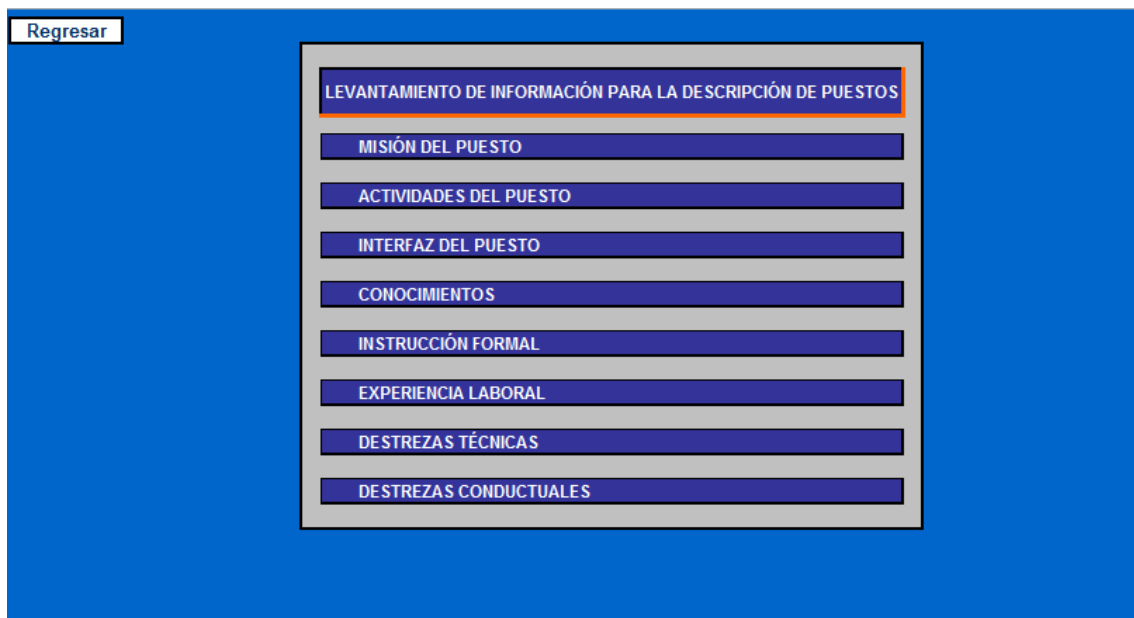 Regresar
LEVANTAMIENTO DE INFORMACIÓN PARA LA DESCRIPCIÓN DE PUESTOS
MISIÓN DEL PUESTO
ACTIVIDADES DEL PUESTO
INTERFAZ DEL PUESTO
CONOCIMIENTOS
INSTRUCCIÓN FORMAL
EXPERIENCIA LABORAL
DESTREZAS TÉCNICAS
DESTREZAS CONDUCTUALES